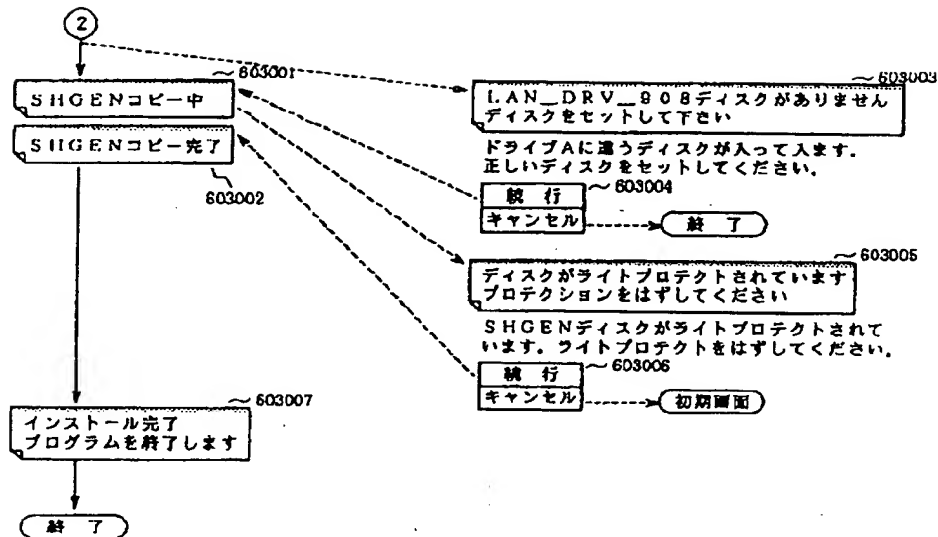 2
603001
SHGENコピー中
SHGENコピー完了
603002
603003
LAN_DRV_908ディスクがありません
ディスクをセットして下さい
ドライブAに違うディスクが入って入ます.
正しいディスクをセットしてください.
603004
続 行
キャンセル
終 了
603005
ディスクがライトプロテクトされています
プロテクションをはずしてください
SHGENディスクがライトプロテクトされて
います. ライトプロテクトをはずしてください.
603006
続 行
キャンセル
初期画面
603007
インストール完了
プログラムを終了します
終 了